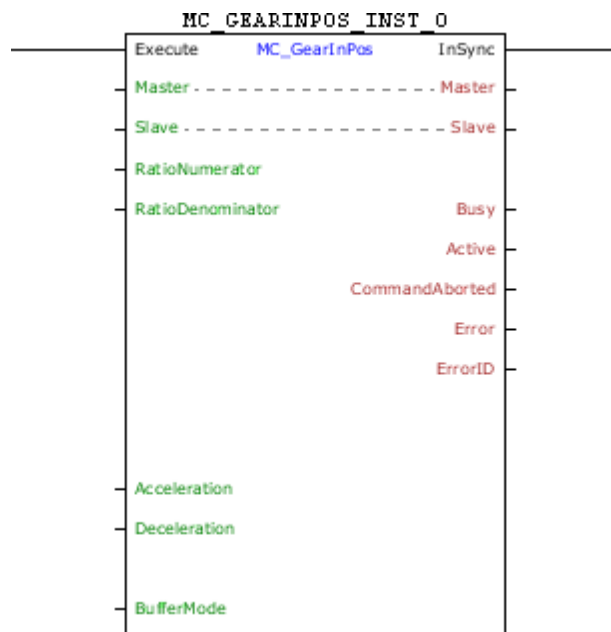 MC_GEARINPOS_INST_0
Execute MC_GearInPos InSync
Master Master
Slave Slave
RatioNumerator
RatioDenominator Busy
Active
CommandAborted
Error
ErrorID
Acceleration
Deceleration
BufferMode